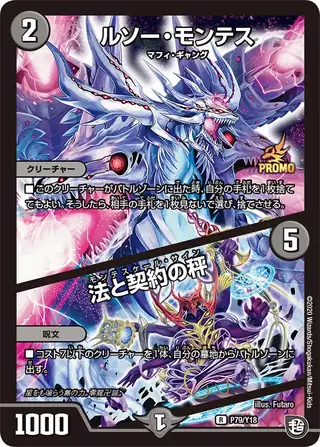 2
ルソー・モンテス
マフィ・ギャング
PROMO
クリーチャー
■このクリーチャーがバトルゾーンに出た時、自分の手札を1枚捨て
てもよい。そうしたら、相手の手札を1枚見ないで選び、捨てさせる。
5
モンテスケール・サイン
法と契約の秤
©2020 Wizards/Shogakukan/Mitsui-Kids
呪文
■コスト7以下のクリーチャーを1体、自分の墓地からバトルゾーンに
出す。
illus. Futaro
1000
1
R P79/Y18